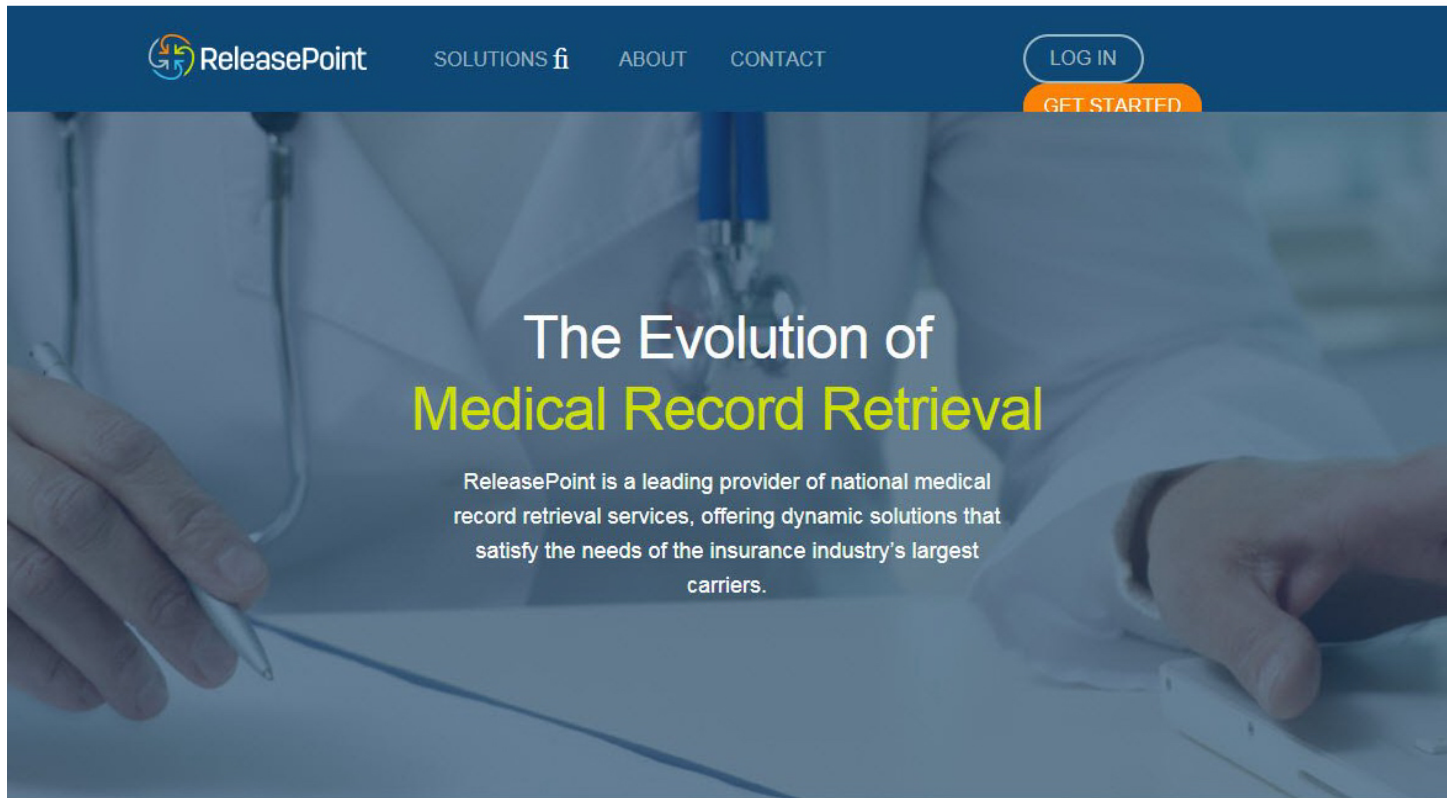 ReleasePoint
SOLUTIONS fi
ABOUT
CONTACT
LOG IN
GET STARTED
The Evolution of
Medical Record Retrieval
ReleasePoint is a leading provider of national medical
record retrieval services, offering dynamic solutions that
satisfy the needs of the insurance industry’s largest
carriers.